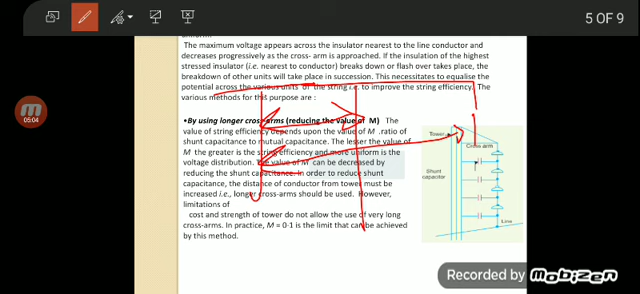 5 OF 9
uniform.
The maximum voltage appears across the insulator nearest to the line conductor and
decreases progressively as the cross- arm is approached. If the insulation of the highest
stressed insulator (i.e. nearest to conductor) breaks down or flash over takes place, the
breakdown of other units will take place in succession. This necessitates to equalise the
potential across the various units of the string i.e. to improve the string efficiency. The
various methods for this purpose are :
•By using longer cross-arms (reducing the value of M) The
value of string efficiency depends upon the value of M .ratio of
shunt capacitance to mutual capacitance. The lesser the value of
M the greater is the string efficiency and more uniform is the
voltage distribution. The value of M can be decreased by
reducing the shunt capacitance. In order to reduce shunt
capacitance, the distance of conductor from tower must be
increased i.e., longer cross-arms should be used. However,
limitations of
cost and strength of tower do not allow the use of very long
cross-arms. In practice, M = 0·1 is the limit that can be achieved
by this method.
Tower
Cross arm
Shunt
capacitor
Line
M
05:04
Recorded by
Mobizen